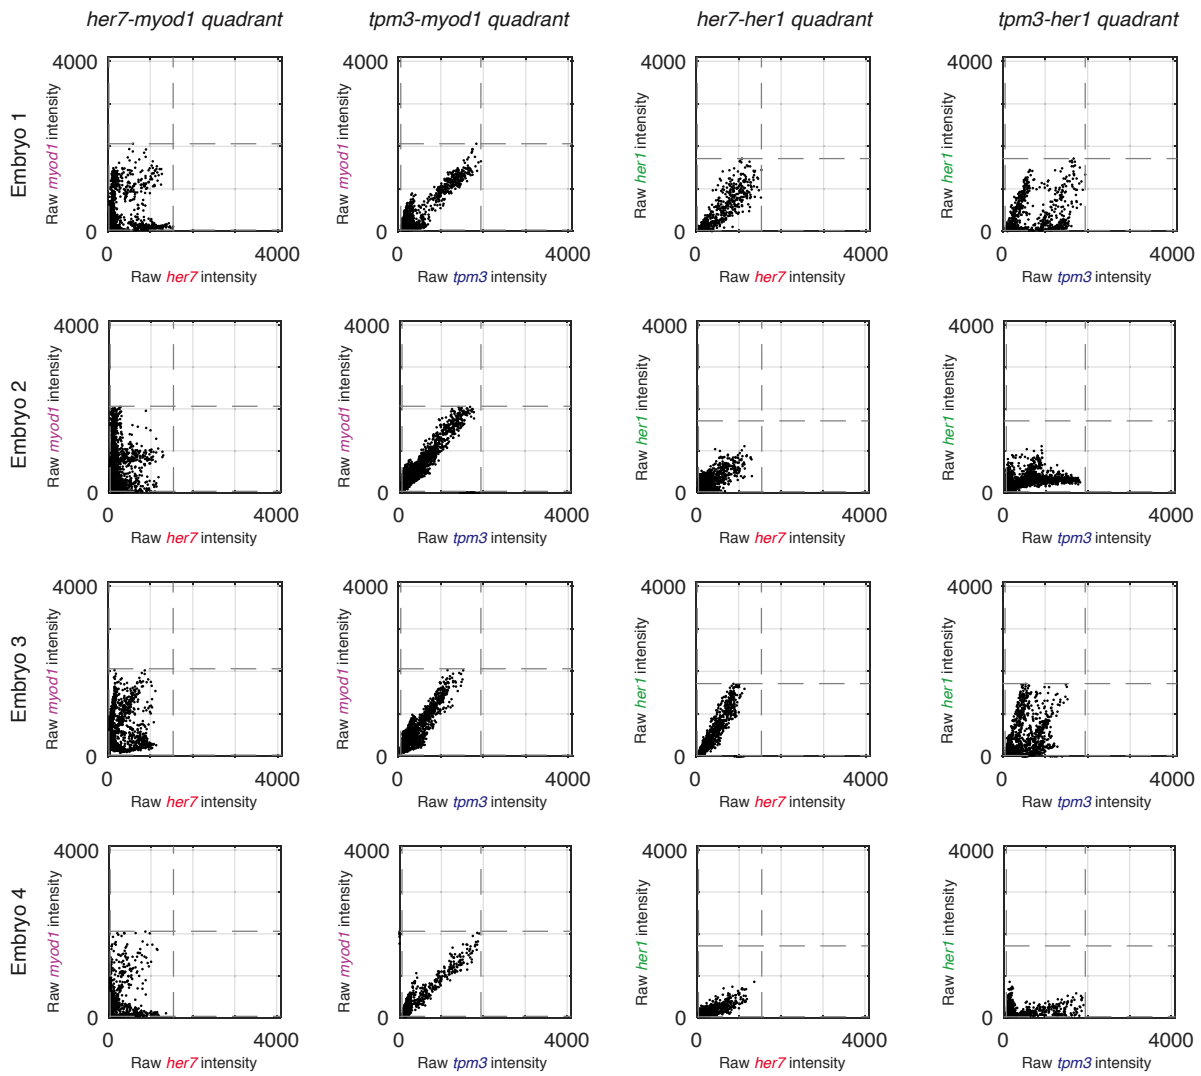 her7-myod1 quadrant
tpm3-myod1 quadrant
her7-her1 quadrant
tpm3-her1 quadrant
Embryo 1
Raw myod1 intensity
4000
0
0
4000
Raw her7 intensity
Raw myod1 intensity
4000
0
0
4000
Raw tpm3 intensity
Raw her1 intensity
4000
0
0
4000
Raw her7 intensity
Raw her1 intensity
4000
0
0
4000
Raw tpm3 intensity
Embryo 2
Raw myod1 intensity
4000
0
0
4000
Raw her7 intensity
Raw myod1 intensity
4000
0
0
4000
Raw tpm3 intensity
Raw her1 intensity
4000
0
0
4000
Raw her7 intensity
Raw her1 intensity
4000
0
0
4000
Raw tpm3 intensity
Embryo 3
Raw myod1 intensity
4000
0
0
4000
Raw her7 intensity
Raw myod1 intensity
4000
0
0
4000
Raw tpm3 intensity
Raw her1 intensity
4000
0
0
4000
Raw her7 intensity
Raw her1 intensity
4000
0
0
4000
Raw tpm3 intensity
Embryo 4
Raw myod1 intensity
4000
0
0
4000
Raw her7 intensity
Raw myod1 intensity
4000
0
0
4000
Raw tpm3 intensity
Raw her1 intensity
4000
0
0
4000
Raw her7 intensity
Raw her1 intensity
4000
0
0
4000
Raw tpm3 intensity